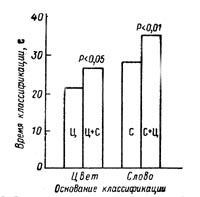 Время классификации, с
40
30
20
10
0
P<0,05
P<0,01
Ц
Ц+С
С
С+Ц
Цвет
Слово
Основание классификации